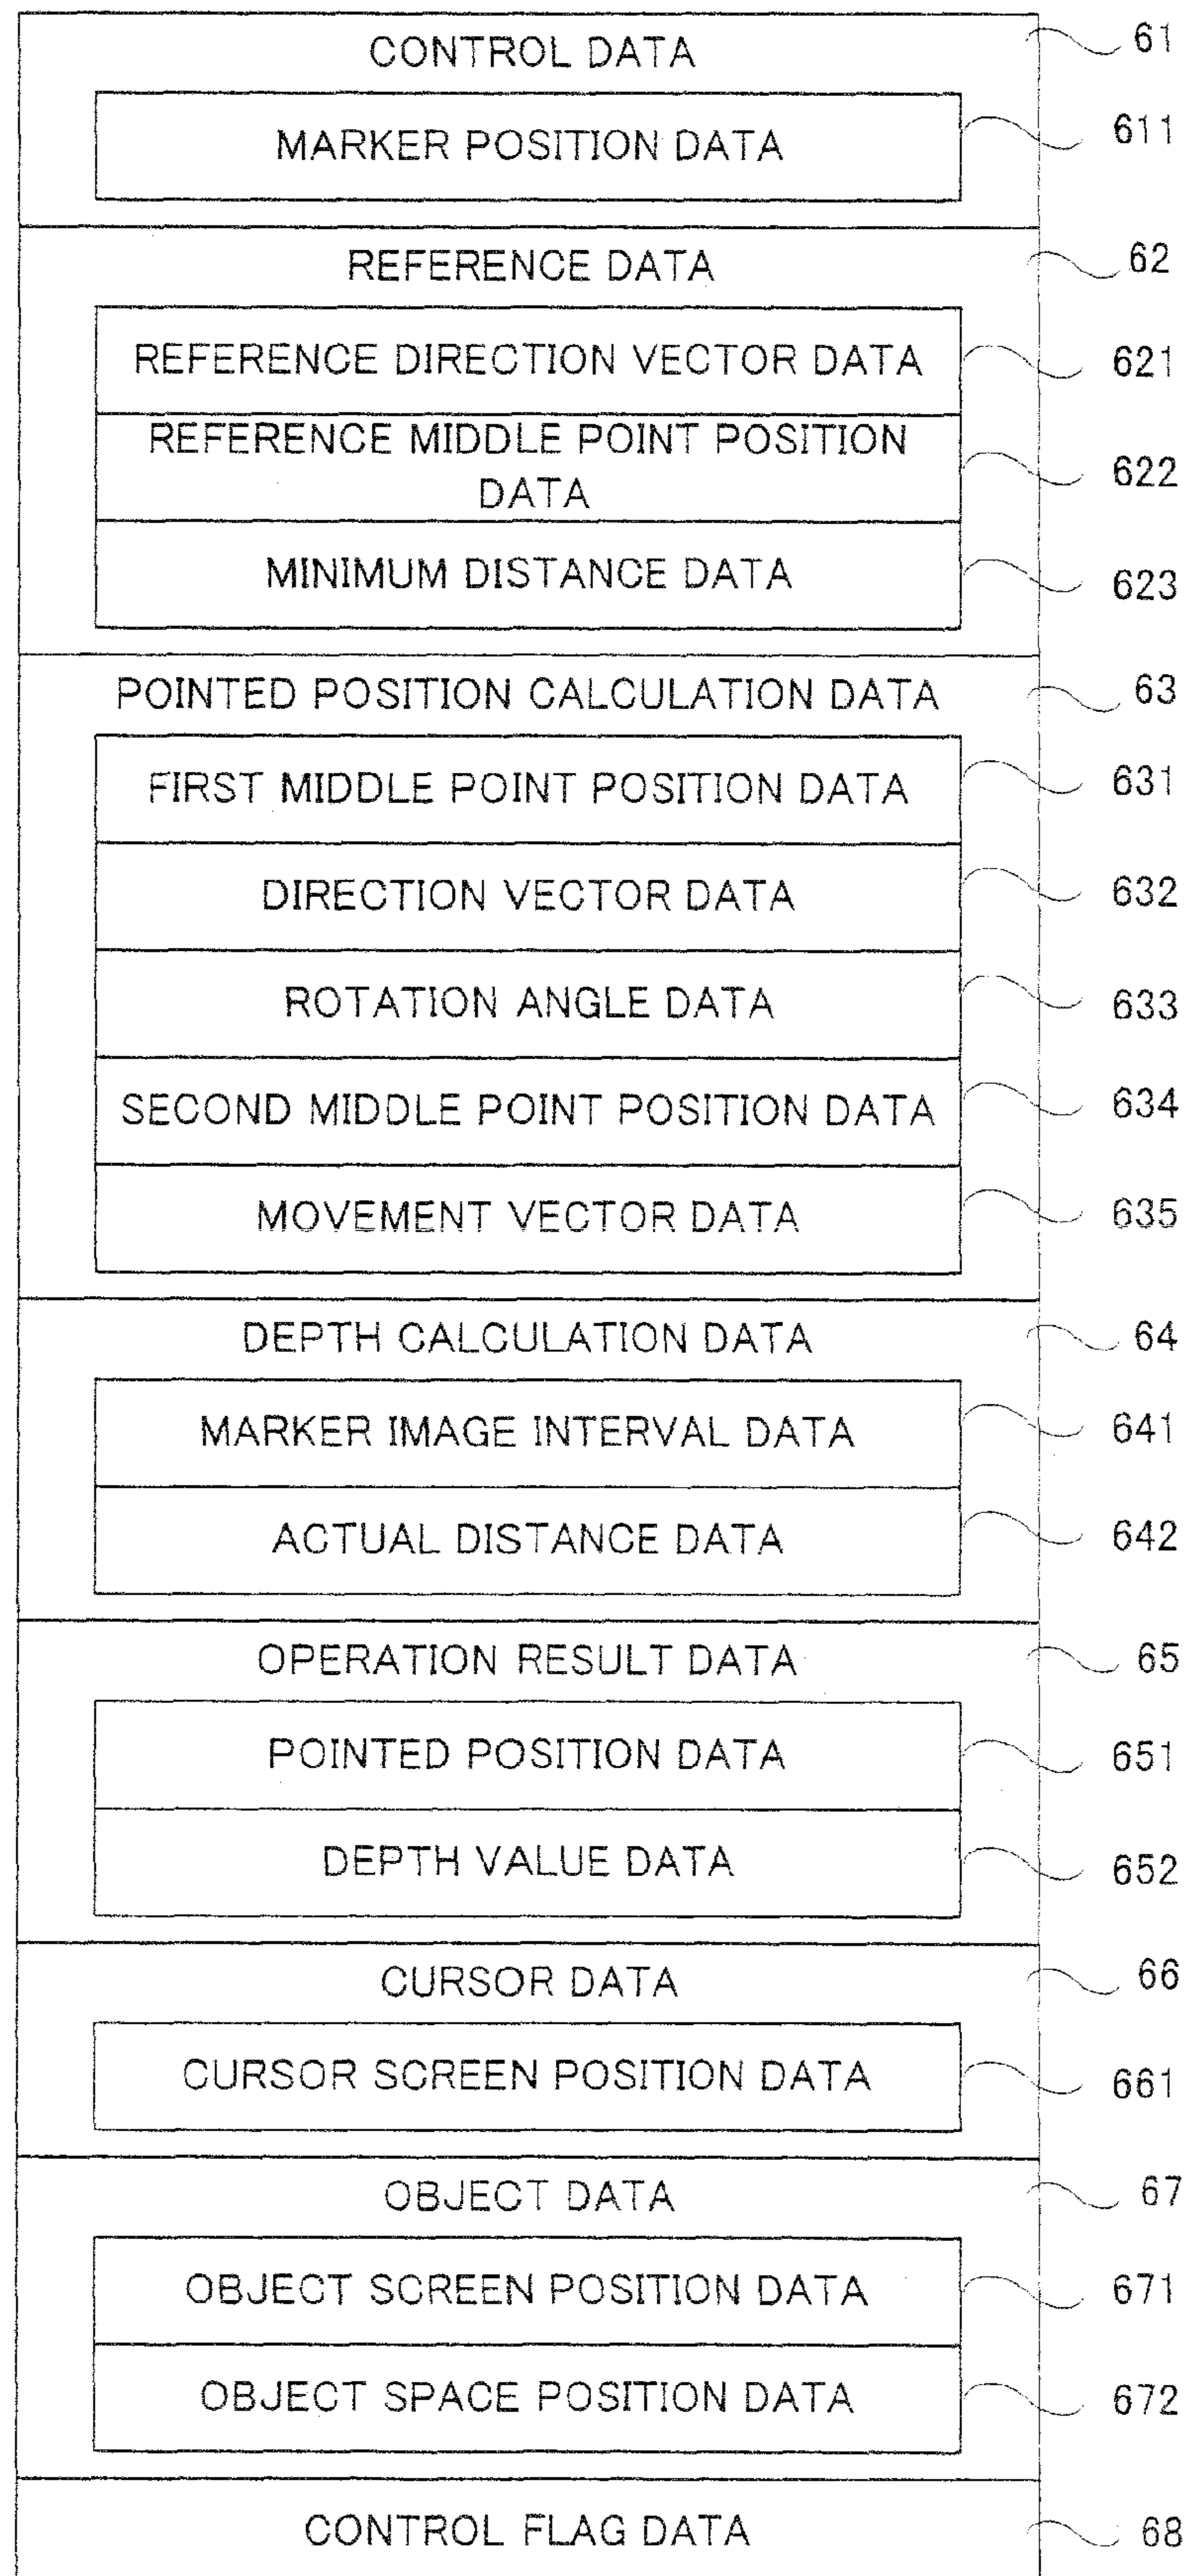 CONTROL DATA 61
MARKER POSITION DATA 611
REFERENCE DATA 62
REFERENCE DIRECTION VECTOR DATA 621
REFERENCE MIDDLE POINT POSITION
DATA 622
MINIMUM DISTANCE DATA 623
POINTED POSITION CALCULATION DATA 63
FIRST MIDDLE POINT POSITION DATA 631
DIRECTION VECTOR DATA 632
ROTATION ANGLE DATA 633
SECOND MIDDLE POINT POSITION DATA 634
MOVEMENT VECTOR DATA 635
DEPTH CALCULATION DATA 64
MARKER IMAGE INTERVAL DATA 641
ACTUAL DISTANCE DATA 642
OPERATION RESULT DATA 65
POINTED POSITION DATA 651
DEPTH VALUE DATA 652
CURSOR DATA 66
CURSOR SCREEN POSITION DATA 661
OBJECT DATA 67
OBJECT SCREEN POSITION DATA 671
OBJECT SPACE POSITION DATA 672
CONTROL FLAG DATA 68